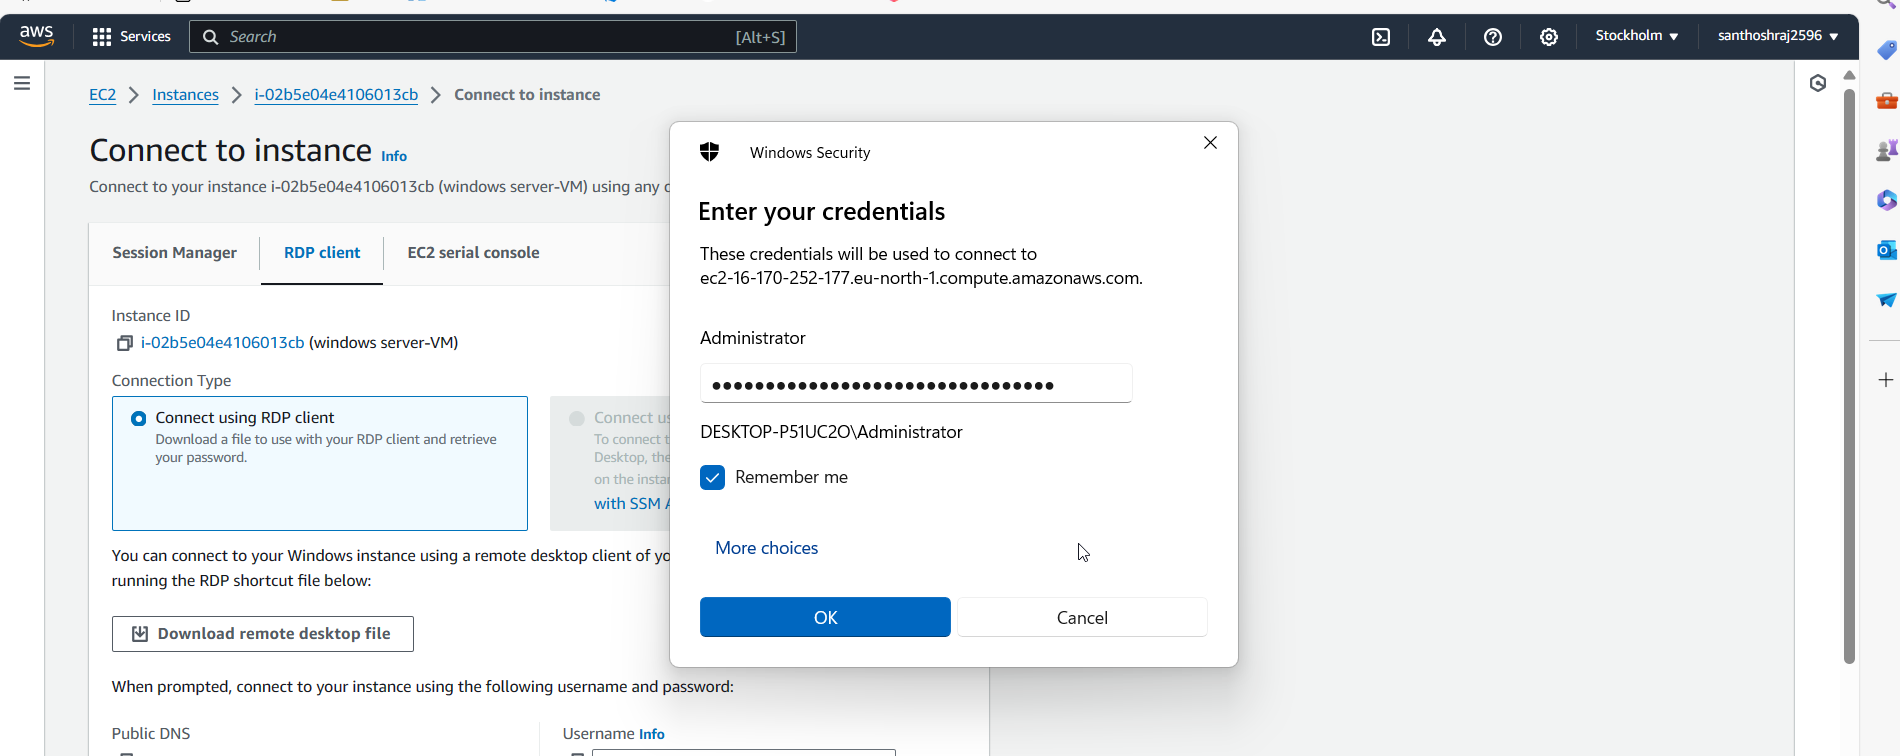 aws
Services
Search
[Alt+S]
Stockholm
santhoshraj2596
EC2
Instances
i-02b5e04e4106013cb
Connect to instance
Connect to instance Info
Connect to your instance i-02b5e04e4106013cb (windows server-VM) using any
Session Manager
RDP client
EC2 serial console
Instance ID
i-02b5e04e4106013cb (windows server-VM)
Connection Type
Connect using RDP client
Download a file to use with your RDP client and retrieve
your password.
Connect
To connect
Desktop,
on the
with SSM
You can connect to your Windows instance using a remote desktop client of
running the RDP shortcut file below:
Download remote desktop file
When prompted, connect to your instance using the following username and password:
Public DNS
Username Info
Windows Security
Enter your credentials
These credentials will be used to connect to
ec2-16-170-252-177.eu-north-1.compute.amazonaws.com.
Administrator
DESKTOP-P51UC2O\Administrator
Remember me
More choices
OK
Cancel